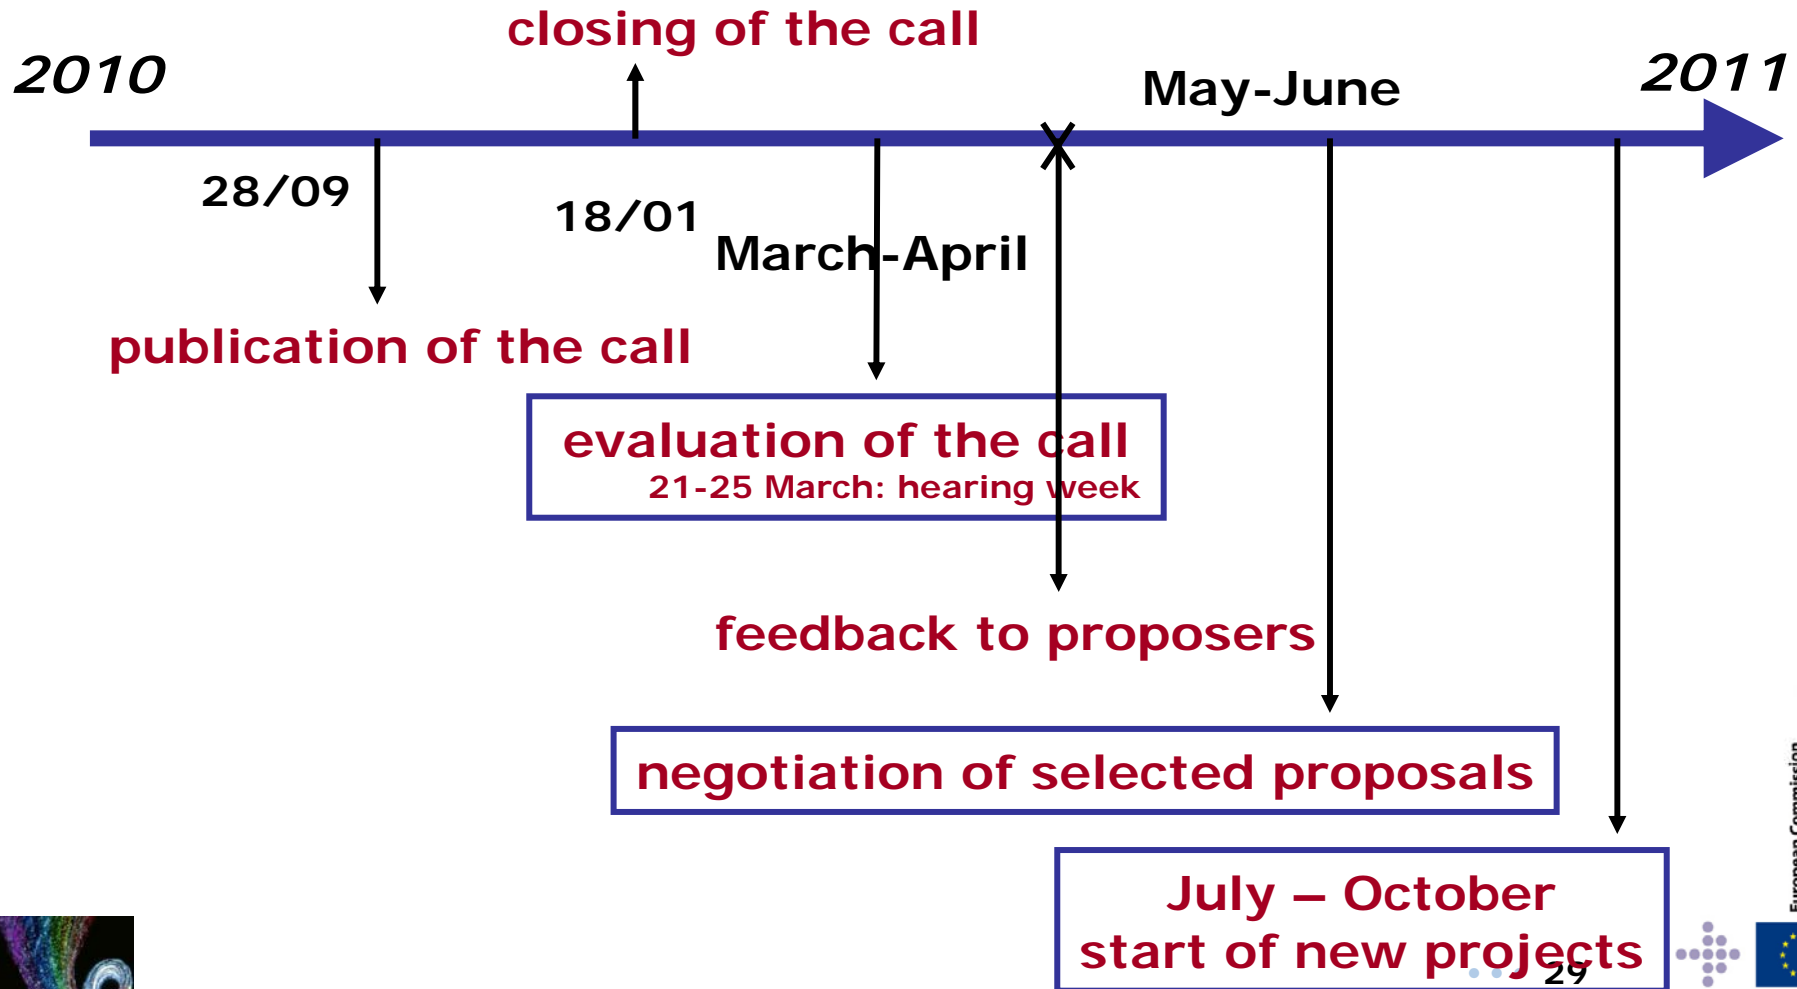 closing of the call
2010
May-June
2011
28/09
18/01
March-April
publication of the call
evaluation of the call
21-25 March: hearing week
feedback to proposers
negotiation of selected proposals
July – October
start of new projects
29
European Commission